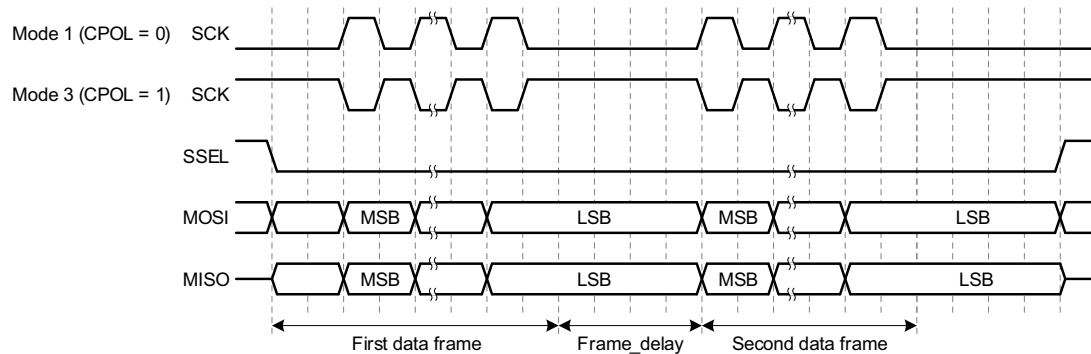 Mode 1 (CPOL = 0) SCK
Mode 3 (CPOL = 1) SCK
SSEL
MOSI MSB LSB MSB LSB
MISO MSB LSB MSB LSB
First data frame Frame_delay Second data frame